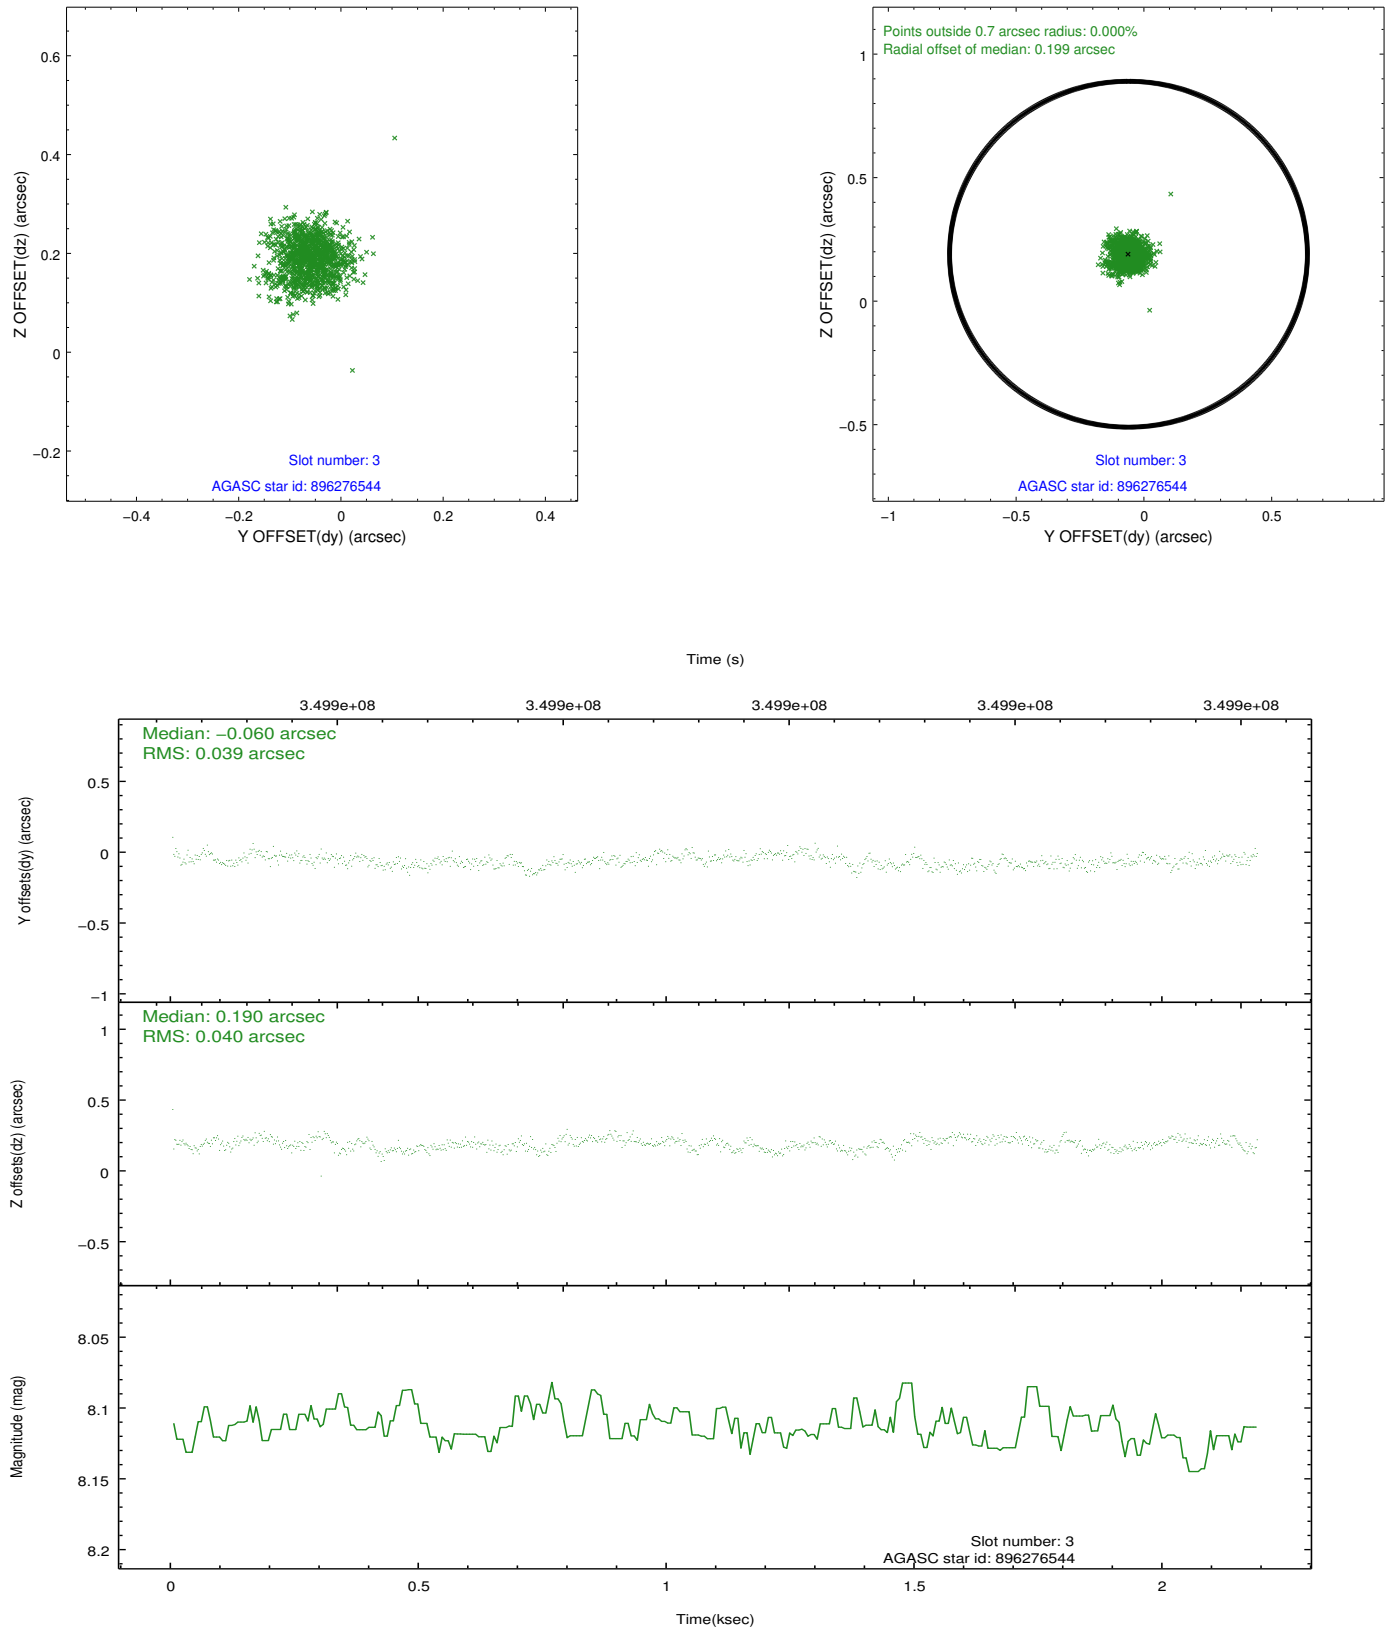 0.6
0.4
0.2
0
−0.2
Z OFFSET(dz) (arcsec)
Slot number: 3
AGASC star id: 896276544
−0.4
−0.2
0
0.2
0.4
Y OFFSET(dy) (arcsec)
Points outside 0.7 arcsec radius: 0.000%
Radial offset of median: 0.199 arcsec
1
0.5
0
−0.5
Z OFFSET(dz) (arcsec)
Slot number: 3
AGASC star id: 896276544
−1
−0.5
0
0.5
Y OFFSET(dy) (arcsec)
Time (s)
3.499e+08
3.499e+08
3.499e+08
3.499e+08
3.499e+08
Median: −0.060 arcsec
RMS: 0.039 arcsec
0.5
0
−0.5
−1
Y offsets(dy) (arcsec)
Median: 0.190 arcsec
RMS: 0.040 arcsec
1
0.5
0
−0.5
Z offsets(dz) (arcsec)
8.05
8.1
8.15
8.2
Magnitude (mag)
Slot number: 3
AGASC star id: 896276544
0
0.5
1
1.5
2
Time(ksec)